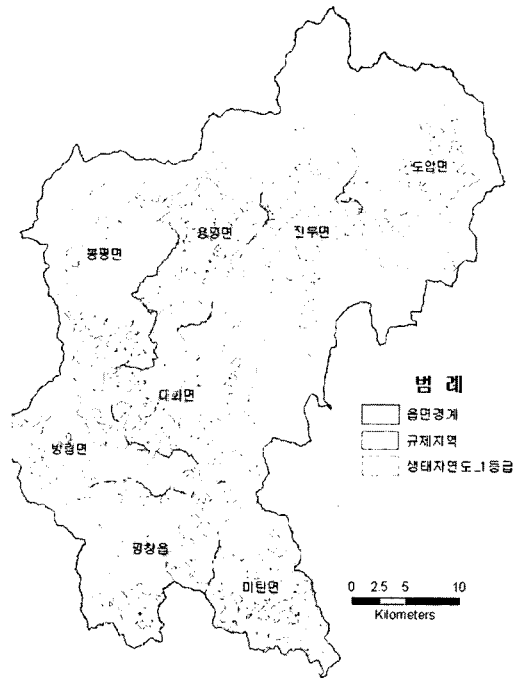 도암면
용평면
진부면
봉평면
대화면
방림면
평창읍
미탄면
범 례
읍면경계
규제지역
생태자연도_1등급
0 2.5 5 10
Kilometers